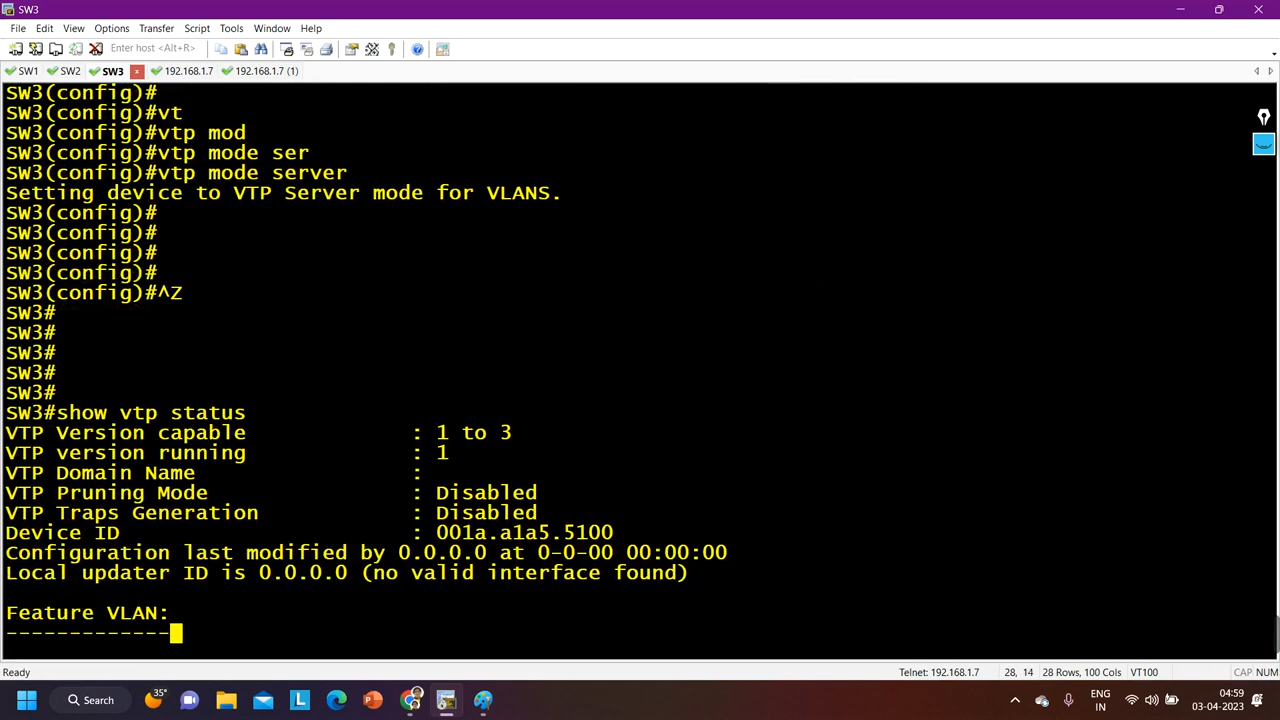 SW3
File Edit View Options Transfer Script Tools Window Help
Enter host <Alt+R>
SW1 SW2 SW3 x 192.168.1.7 192.168.1.7 (1)
SW3(config)#
SW3(config)#vt
SW3(config)#vtp mod
SW3(config)#vtp mode ser
SW3(config)#vtp mode server
Setting device to VTP Server mode for VLANS.
SW3(config)#
SW3(config)#
SW3(config)#
SW3(config)#
SW3(config)#^Z
SW3#
SW3#
SW3#
SW3#
SW3#
SW3#show vtp status
VTP Version capable : 1 to 3
VTP version running : 1
VTP Domain Name :
VTP Pruning Mode : Disabled
VTP Traps Generation : Disabled
Device ID : 001a.a1a5.5100
Configuration last modified by 0.0.0.0 at 0-0-00 00:00:00
Local updater ID is 0.0.0.0 (no valid interface found)
Feature VLAN:
-------------
Ready Telnet: 192.168.1.7 28, 14 28 Rows, 100 Cols VT100 CAP NUM
Search 35° L ENG 04:59
IN 03-04-2023